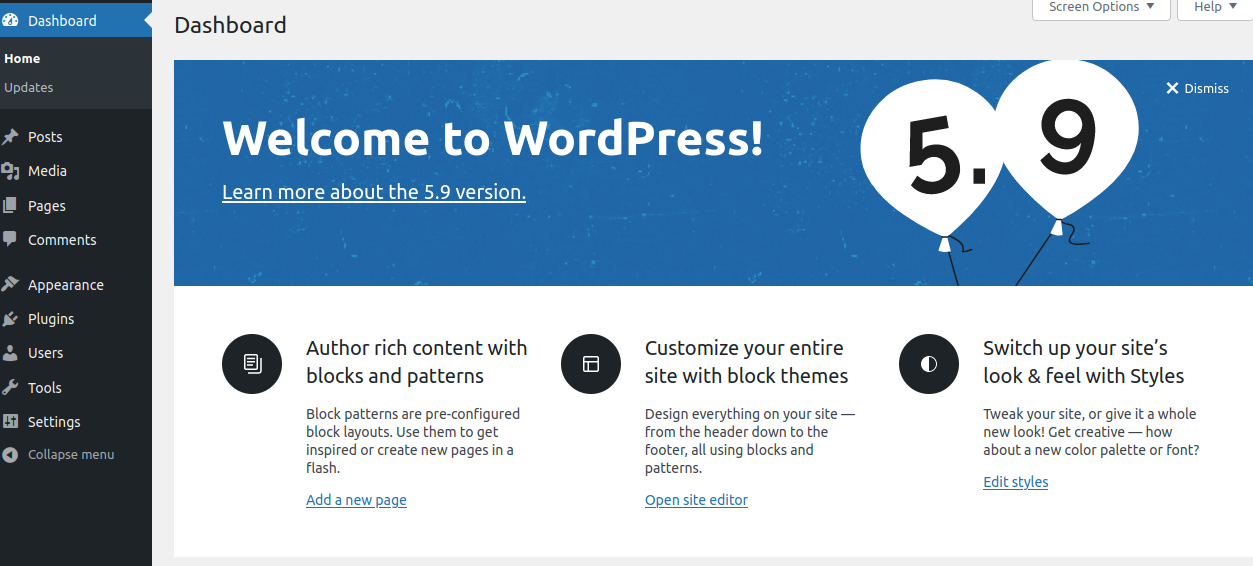 Dashboard
Home
Updates
Posts
Media
Pages
Comments
Appearance
Plugins
Users
Tools
Settings
Collapse menu
Dashboard
Screen Options
Help
Dismiss
Welcome to WordPress!
Learn more about the 5.9 version.
5.9
Author rich content with
blocks and patterns
Block patterns are pre-configured
block layouts. Use them to get
inspired or create new pages in a
flash.
Add a new page
Customize your entire
site with block themes
Design everything on your site —
from the header down to the
footer, all using blocks and
patterns.
Open site editor
Switch up your site’s
look & feel with Styles
Tweak your site, or give it a whole
new look! Get creative — how
about a new color palette or font?
Edit styles